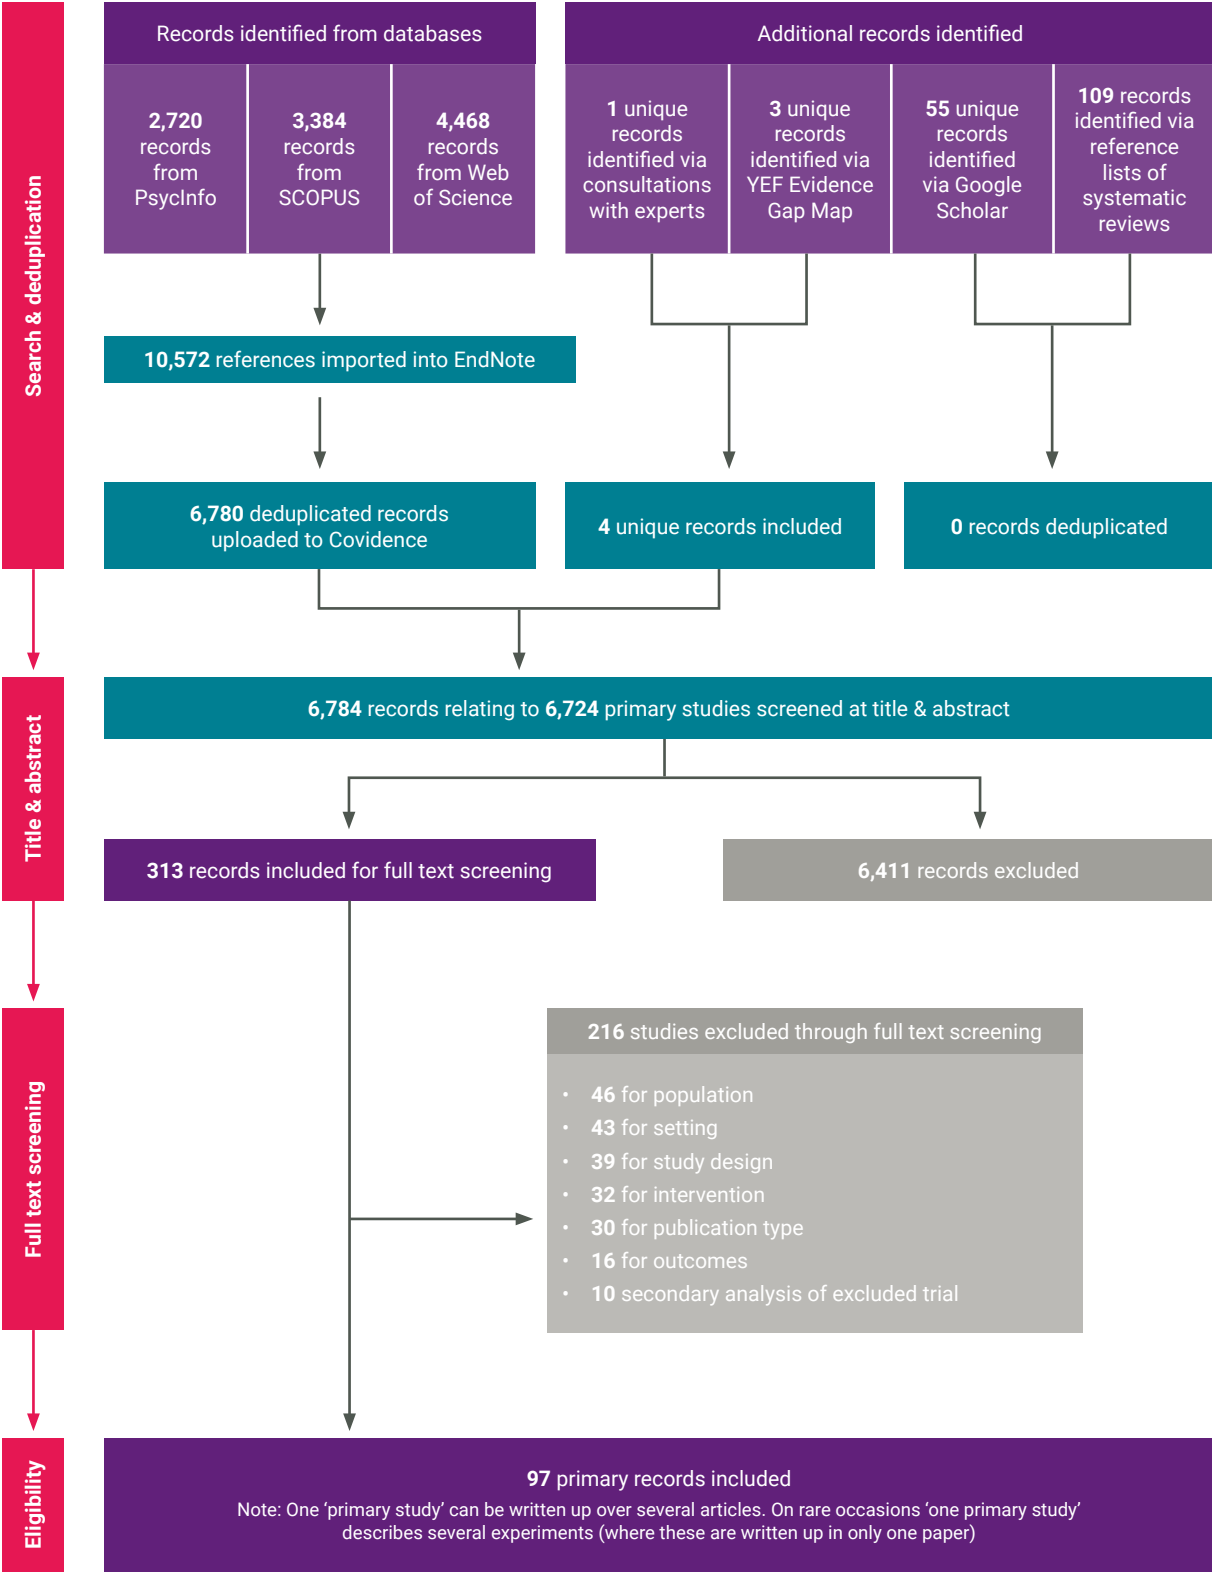 Search & deduplication
Records identified from databases
2,720
records
from
PsycInfo
3,384
records
from
SCOPUS
4,468
records
from Web
of Science
Additional records identified
1 unique
records
identified via
consultations
with experts
3 unique
records
identified via
YEF Evidence
Gap Map
55 unique
records
identified
via Google
Scholar
109 records
identified via
reference
lists of
systematic
reviews
10,572 references imported into EndNote
6,780 deduplicated records
uploaded to Covidence
4 unique records included
0 records deduplicated
Title & abstract
6,784 records relating to 6,724 primary studies screened at title & abstract
313 records included for full text screening
6,411 records excluded
Full text screening
216 studies excluded through full text screening
• 46 for population
• 43 for setting
• 39 for study design
• 32 for intervention
• 30 for publication type
• 16 for outcomes
• 10 secondary analysis of excluded trial
Eligibility
97 primary records included
Note: One ‘primary study’ can be written up over several articles. On rare occasions ‘one primary study’
describes several experiments (where these are written up in only one paper)